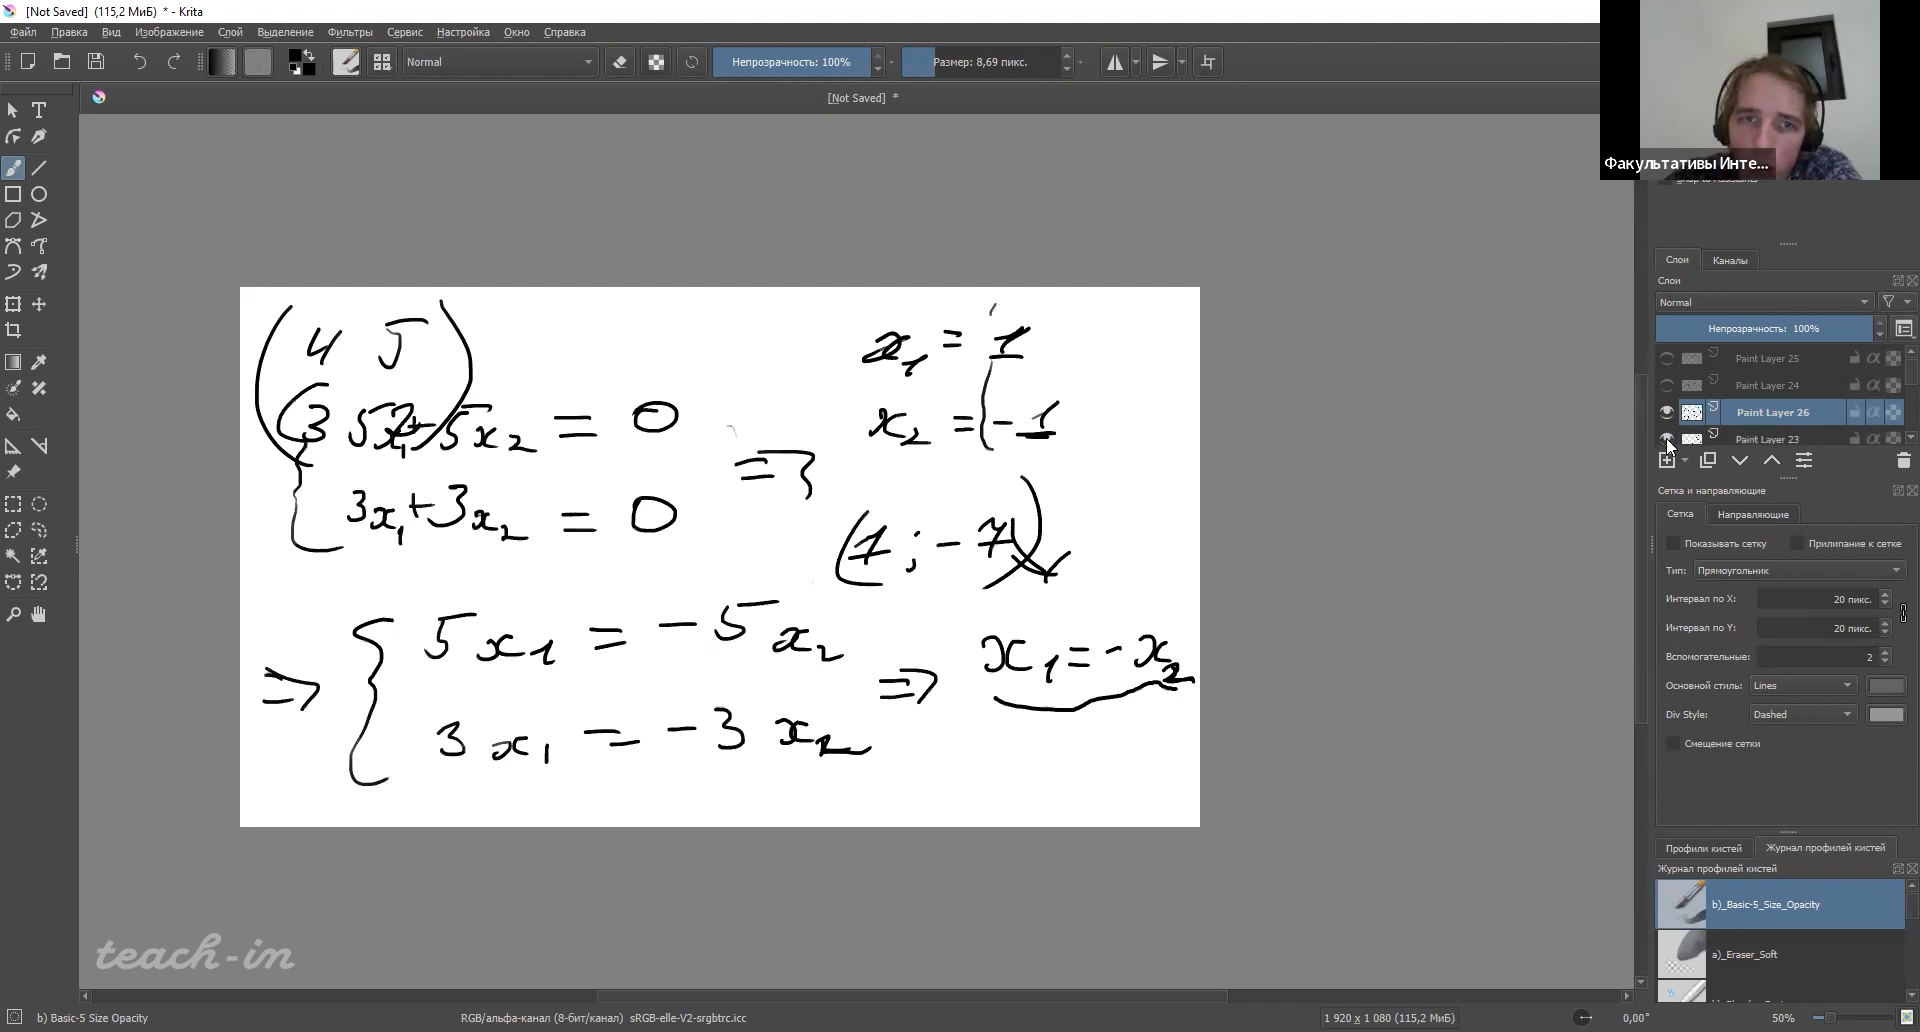 [Not Saved] (115,2 МиБ) * - Krita
Файл Правка Вид Изображение Слой Выделение Фильтры Сервис Настройка Окно Справка
Normal Непрозрачность: 100% Размер: 8,69 пикс.
[Not Saved] *
Факультативы Инте...
Слои Каналы
Слои
Normal
Непрозрачность: 100%
Paint Layer 25
Paint Layer 24
Paint Layer 26
Paint Layer 23
Сетка и направляющие
Сетка Направляющие
Показывать сетку Прилипание к сетке
Тип: Прямоугольник
Интервал по X: 20 пикс.
Интервал по Y: 20 пикс.
Вспомогательные: 2
Основной стиль: Lines
Div Style: Dashed
Смещение сетки
Профили кистей Журнал профилей кистей
Журнал профилей кистей
b)_Basic-5_Size_Opacity
a)_Eraser_Soft
(4 5
3 2)
5x₁+5x₂ = 0
3x₁+3x₂ = 0
=>
x₁ = 1
x₂ = -1
(1 ; -1)
=> { 5x₁ = -5x₂
3x₁ = -3x₂
=> x₁ = -x₂
teach-in
b) Basic-5 Size Opacity RGB/альфа-канал (8-бит/канал) sRGB-elle-V2-srgbtrc.icc 1 920 x 1 080 (115,2 МиБ) 0,00° 50%